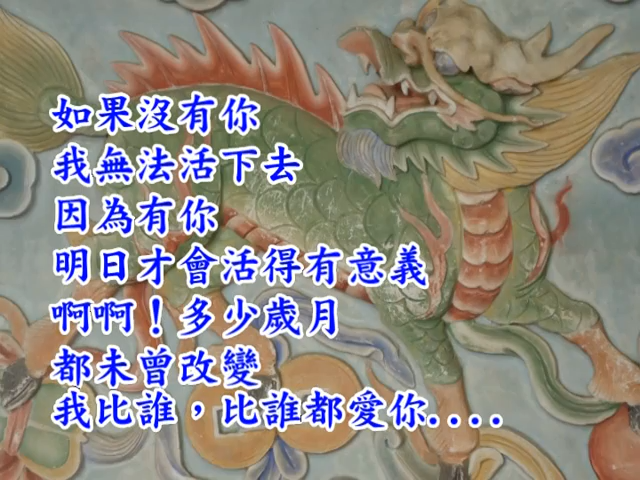 如果沒有你
我無法活下去
因為有你
明日才會活得有意義
啊啊！多少歲月
都未曾改變
我比誰，比誰都愛你....